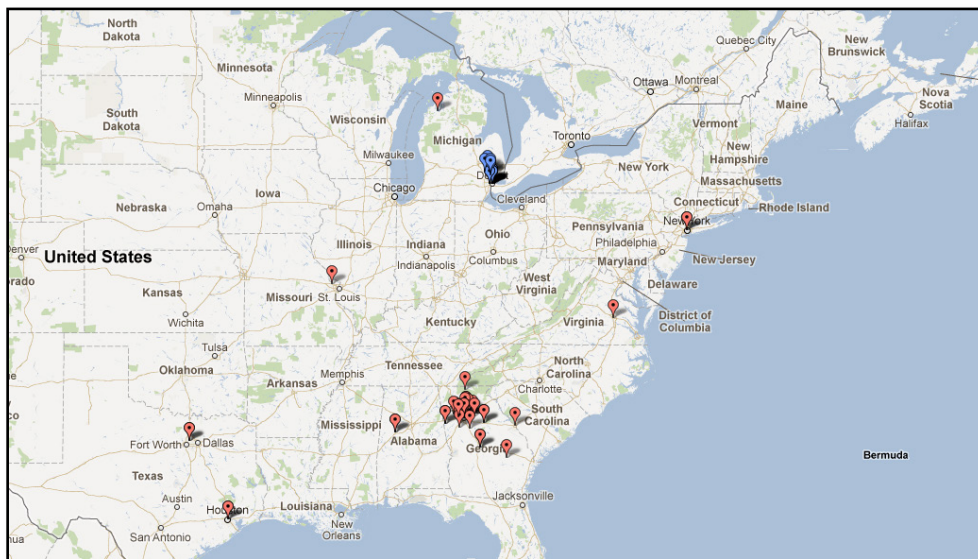 North
Dakota
Minnesota
Quebec City
New
Brunswick
Ottawa
Montreal
Maine
Nova
Scotia
Halifax
Minneapolis
South
Dakota
Wisconsin
Michigan
Toronto
Vermont
New
Hampshire
New York
Massachusetts
Milwaukee
Chicago
Iowa
Nebraska
Omaha
Cleveland
Connecticut
Rhode Island
New York
Pennsylvania
Philadelphia
New Jersey
Illinois
Indiana
Ohio
Indianapolis
Columbus
Maryland
Delaware
United States
West
Virginia
District of
Columbia
Kansas
Missouri
St. Louis
Wichita
Kentucky
Virginia
Tulsa
Oklahoma
Tennessee
North
Carolina
Charlotte
Arkansas
Memphis
South
Carolina
Mississippi
Alabama
Georgia
Fort Worth
Dallas
Bermuda
Texas
Austin
Houston
Louisiana
Jacksonville
San Antonio
New
Orleans